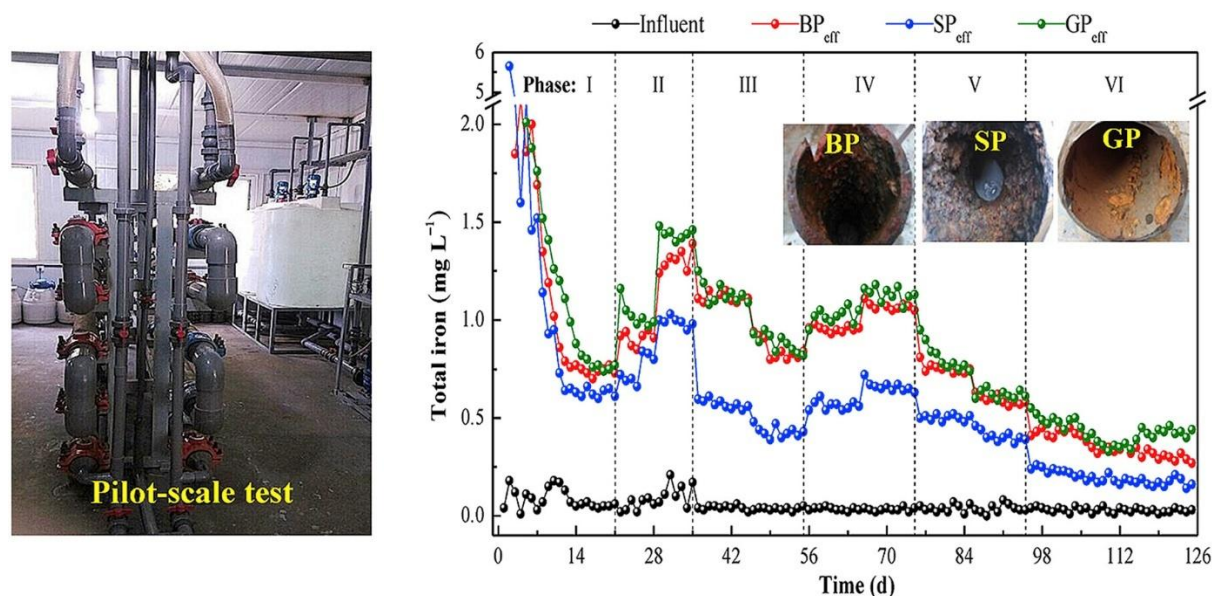 Pilot-scale test
Influent BPeff SPeff GPeff
Total iron (mg L⁻¹)
6
5
2.0
1.5
1.0
0.5
0.0
Phase: I II III IV V VI
BP SP GP
0 14 28 42 56 70 84 98 112 126
Time (d)